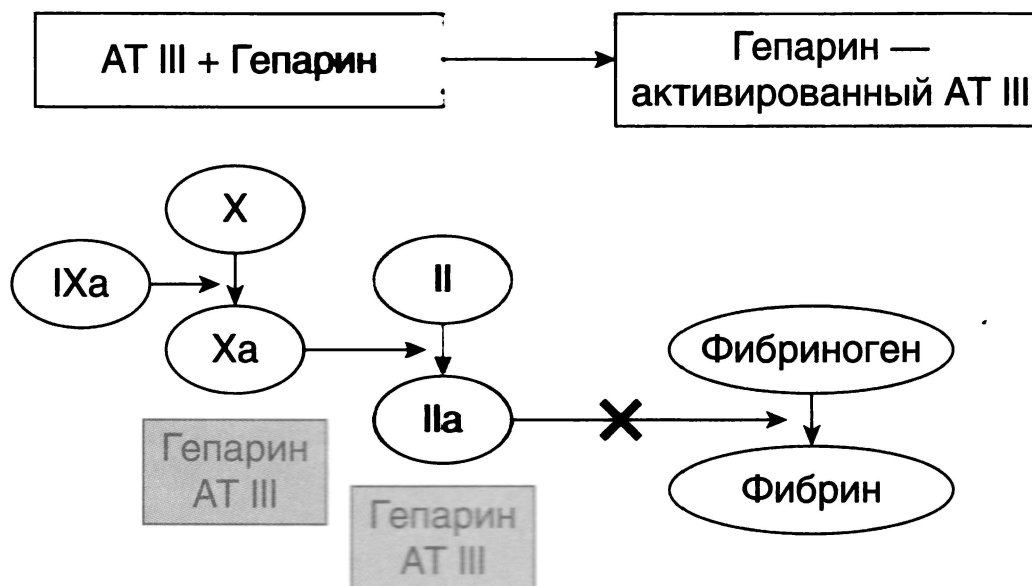 АТ III + Гепарин
Гепарин —
активированный АТ III
X
IXa
II
Xa
Фибриноген
IIa
Гепарин
АТ III
Фибрин
Гепарин
АТ III